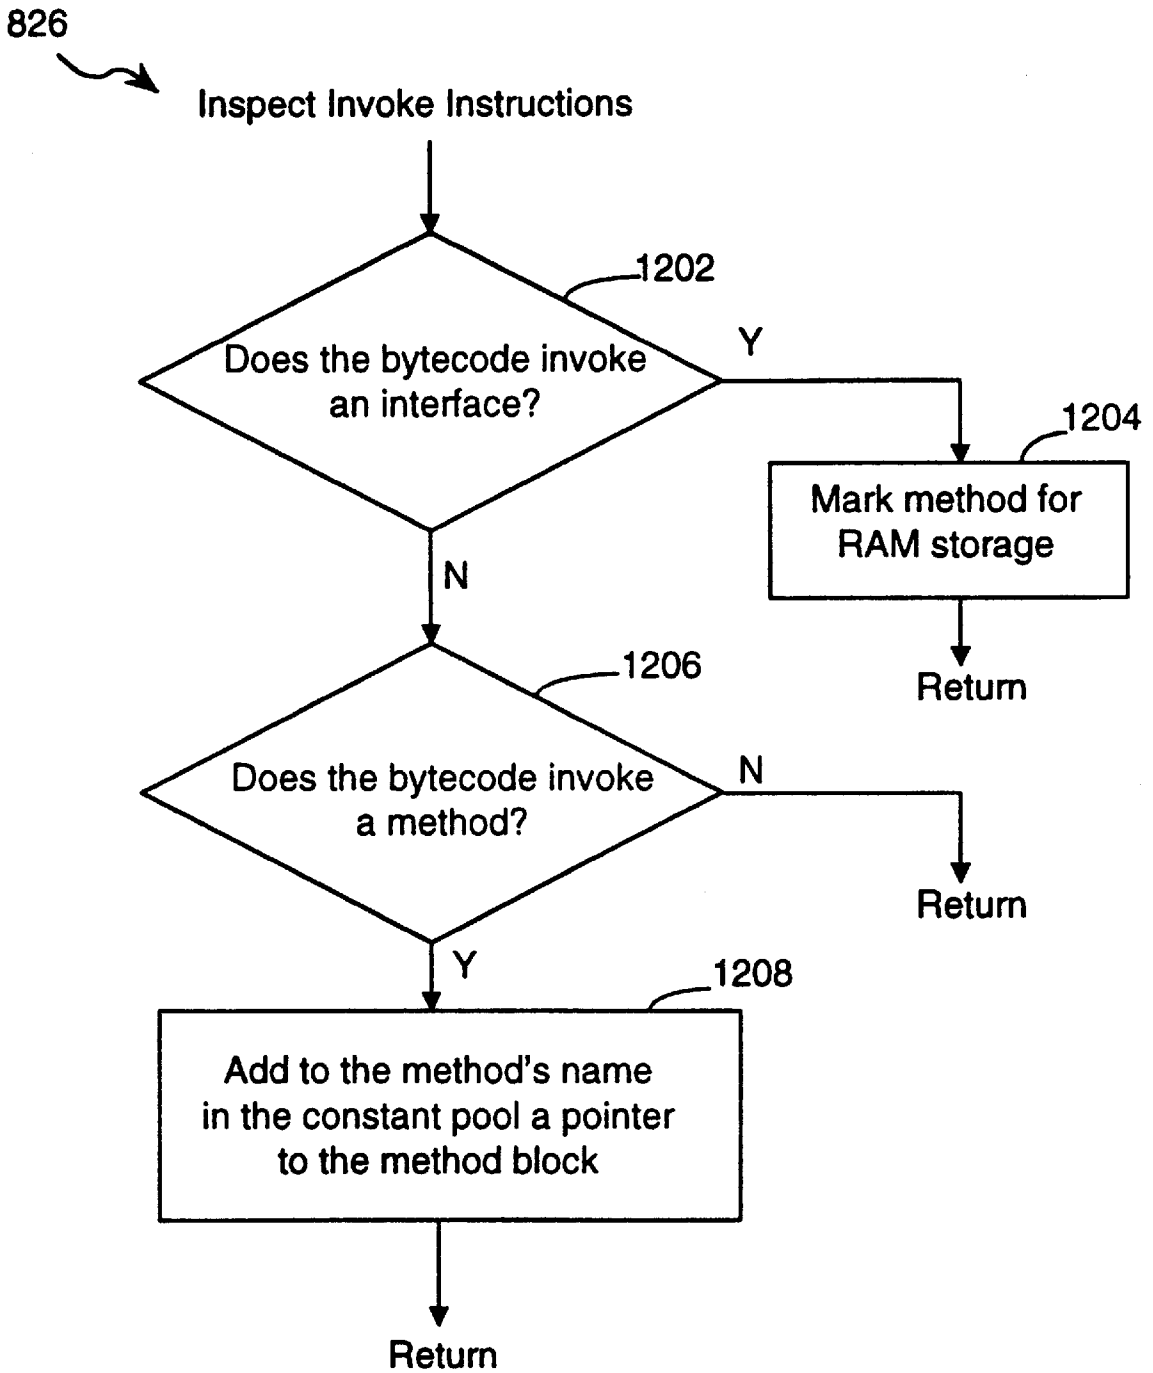 826
Inspect Invoke Instructions
1202
Does the bytecode invoke
an interface?
Y
1204
Mark method for
RAM storage
Return
N
1206
Does the bytecode invoke
a method?
N
Return
Y
1208
Add to the method's name
in the constant pool a pointer
to the method block
Return